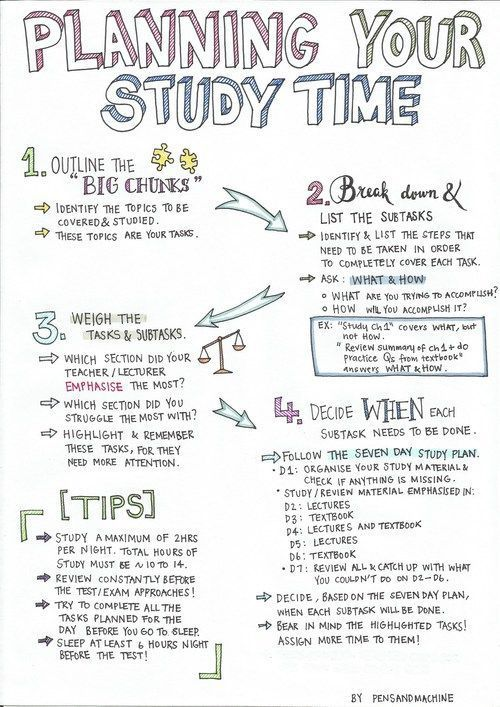 PLANNING YOUR
STUDY TIME
1. OUTLINE THE
"BIG CHUNKS"
IDENTIFY THE TOPICS TO BE
COVERED & STUDIED.
THESE TOPICS ARE YOUR TASKS.
2. Break down &
LIST THE SUBTASKS
IDENTIFY & LIST THE STEPS THAT
NEED TO BE TAKEN IN ORDER
TO COMPLETELY COVER EACH TASK.
ASK: WHAT & HOW
○ WHAT ARE YOU TRYING TO ACCOMPLISH?
○ HOW WILL YOU ACCOMPLISH IT?
EX: "Study Ch1" covers WHAT, but
not HOW.
"Review summary of ch1 + do
practice Qs from textbook"
answers WHAT & HOW.
3. WEIGH THE
TASKS & SUBTASKS.
WHICH SECTION DID YOUR
TEACHER/LECTURER
EMPHASISE THE MOST?
WHICH SECTION DID YOU
STRUGGLE THE MOST WITH?
HIGHLIGHT & REMEMBER
THESE TASKS, FOR THEY
NEED MORE ATTENTION.
4. DECIDE WHEN EACH
SUBTASK NEEDS TO BE DONE.
FOLLOW THE SEVEN DAY STUDY PLAN.
• D1: ORGANISE YOUR STUDY MATERIAL &
CHECK IF ANYTHING IS MISSING.
• STUDY/REVIEW MATERIAL EMPHASISED IN:
D2: LECTURES
D3: TEXTBOOK
D4: LECTURES AND TEXTBOOK
D5: LECTURES
D6: TEXTBOOK
• D7: REVIEW ALL & CATCH UP WITH WHAT
YOU COULDN'T DO ON D2-D6.
DECIDE, BASED ON THE SEVEN DAY PLAN,
WHEN EACH SUBTASK WILL BE DONE.
BEAR IN MIND THE HIGHLIGHTED TASKS!
ASSIGN MORE TIME TO THEM!
[TIPS]
STUDY A MAXIMUM OF 2HRS
PER NIGHT. TOTAL HOURS OF
STUDY MUST BE ~ 10 TO 14.
REVIEW CONSTANTLY BEFORE
THE TEST/EXAM APPROACHES!
TRY TO COMPLETE ALL THE
TASKS PLANNED FOR THE
DAY BEFORE YOU GO TO SLEEP.
SLEEP AT LEAST 6 HOURS NIGHT
BEFORE THE TEST!
BY PENSANDMACHINE